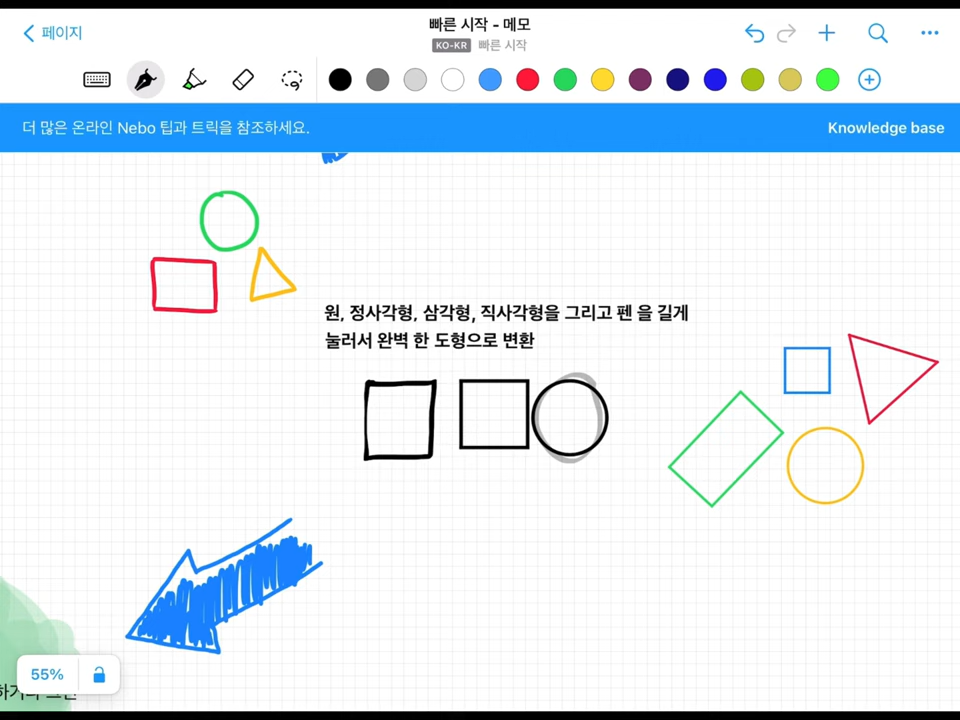 페이지
빠른 시작 - 메모
KO-KR 빠른 시작
더 많은 온라인 Nebo 팁과 트릭을 참조하세요.
Knowledge base
원, 정사각형, 삼각형, 직사각형을 그리고 펜 을 길게
눌러서 완벽 한 도형으로 변환
55%